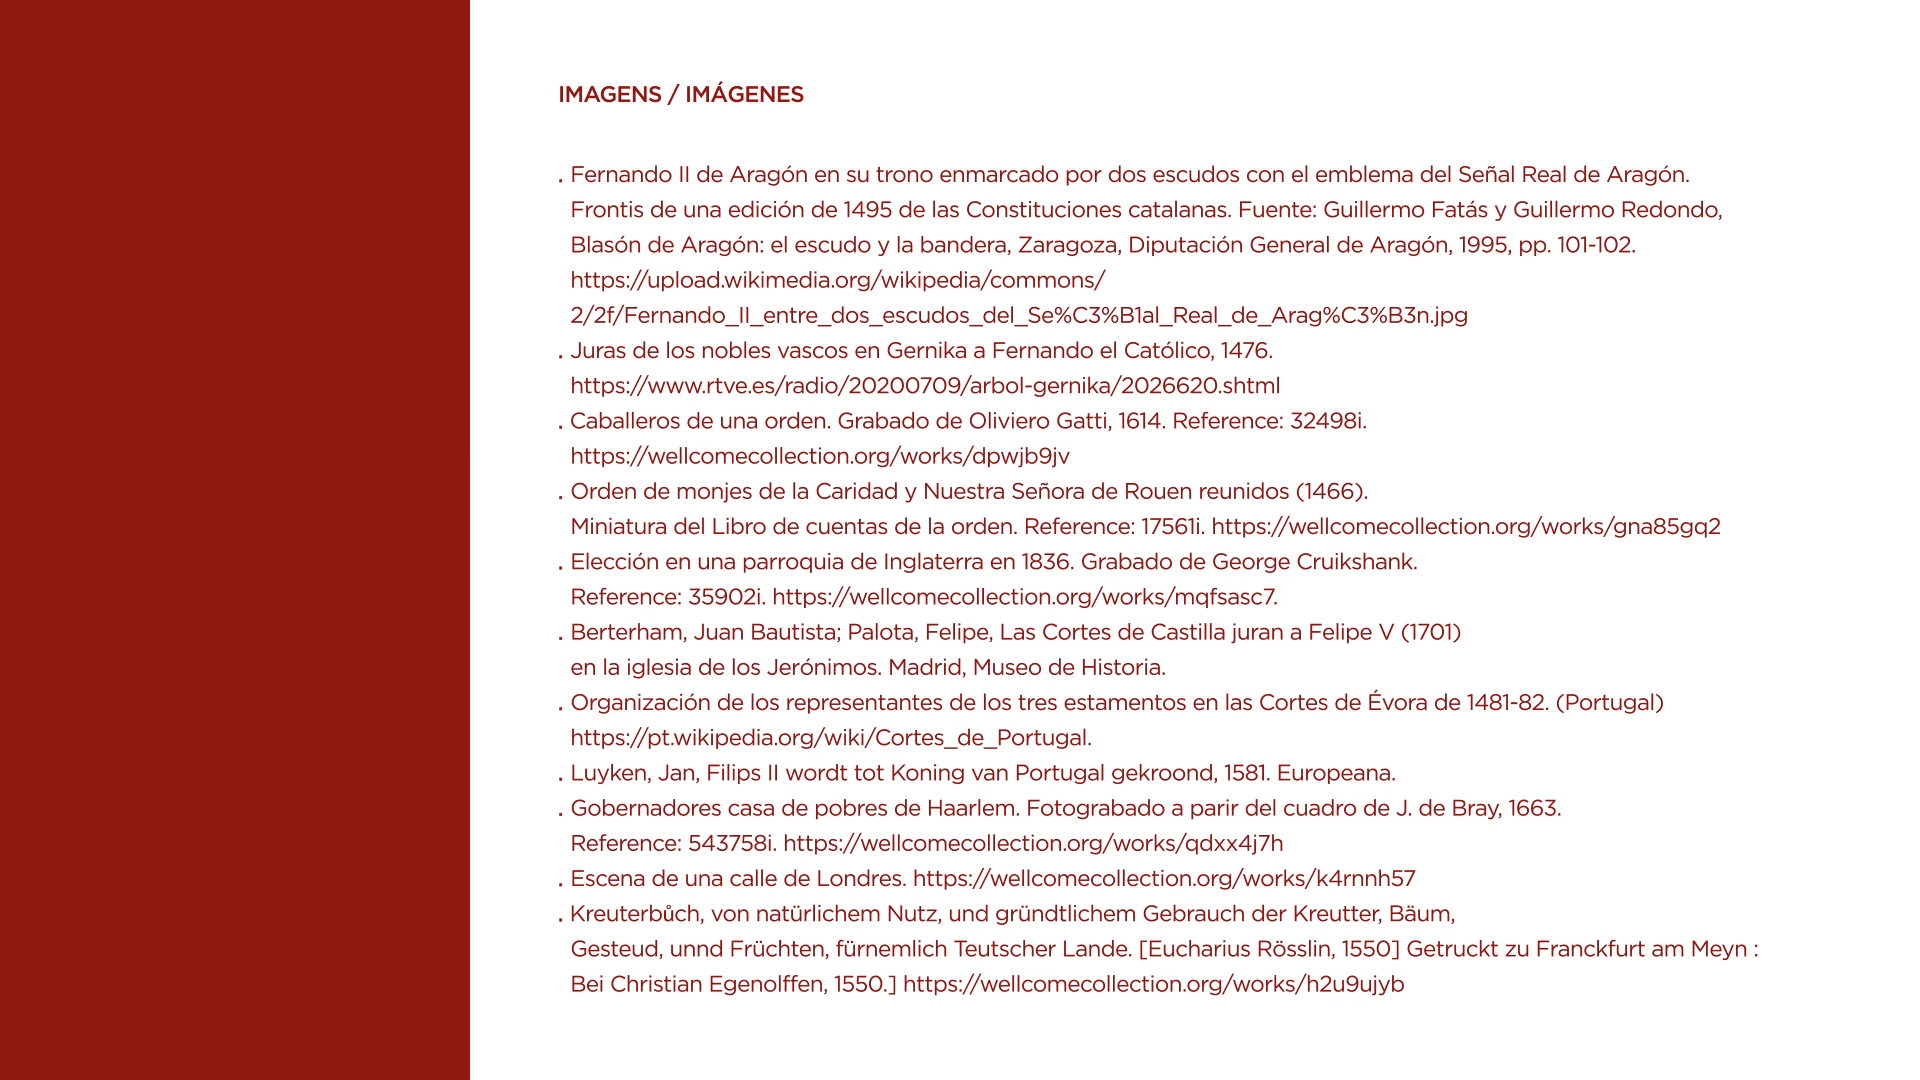 IMAGENS / IMÁGENES
. Fernando II de Aragón en su trono enmarcado por dos escudos con el emblema del Señal Real de Aragón.
Frontis de una edición de 1495 de las Constituciones catalanas. Fuente: Guillermo Fatás y Guillermo Redondo,
Blasón de Aragón: el escudo y la bandera, Zaragoza, Diputación General de Aragón, 1995, pp. 101-102.
https://upload.wikimedia.org/wikipedia/commons/
2/2f/Fernando_II_entre_dos_escudos_del_Se%C3%B1al_Real_de_Arag%C3%B3n.jpg
. Juras de los nobles vascos en Gernika a Fernando el Católico, 1476.
https://www.rtve.es/radio/20200709/arbol-gernika/2026620.shtml
. Caballeros de una orden. Grabado de Oliviero Gatti, 1614. Reference: 32498i.
https://wellcomecollection.org/works/dpwjb9jv
. Orden de monjes de la Caridad y Nuestra Señora de Rouen reunidos (1466).
Miniatura del Libro de cuentas de la orden. Reference: 17561i. https://wellcomecollection.org/works/gna85gq2
. Elección en una parroquia de Inglaterra en 1836. Grabado de George Cruikshank.
Reference: 35902i. https://wellcomecollection.org/works/mqfsasc7.
. Berterham, Juan Bautista; Palota, Felipe, Las Cortes de Castilla juran a Felipe V (1701)
en la iglesia de los Jerónimos. Madrid, Museo de Historia.
. Organización de los representantes de los tres estamentos en las Cortes de Évora de 1481-82. (Portugal)
https://pt.wikipedia.org/wiki/Cortes_de_Portugal.
. Luyken, Jan, Filips II wordt tot Koning van Portugal gekroond, 1581. Europeana.
. Gobernadores casa de pobres de Haarlem. Fotograbado a parir del cuadro de J. de Bray, 1663.
Reference: 543758i. https://wellcomecollection.org/works/qdxx4j7h
. Escena de una calle de Londres. https://wellcomecollection.org/works/k4rnnh57
. Kreuterbůch, von natürlichem Nutz, und gründtlichem Gebrauch der Kreutter, Bäum,
Gesteud, unnd Früchten, fürnemlich Teutscher Lande. [Eucharius Rösslin, 1550] Getruckt zu Franckfurt am Meyn :
Bei Christian Egenolffen, 1550.] https://wellcomecollection.org/works/h2u9ujyb